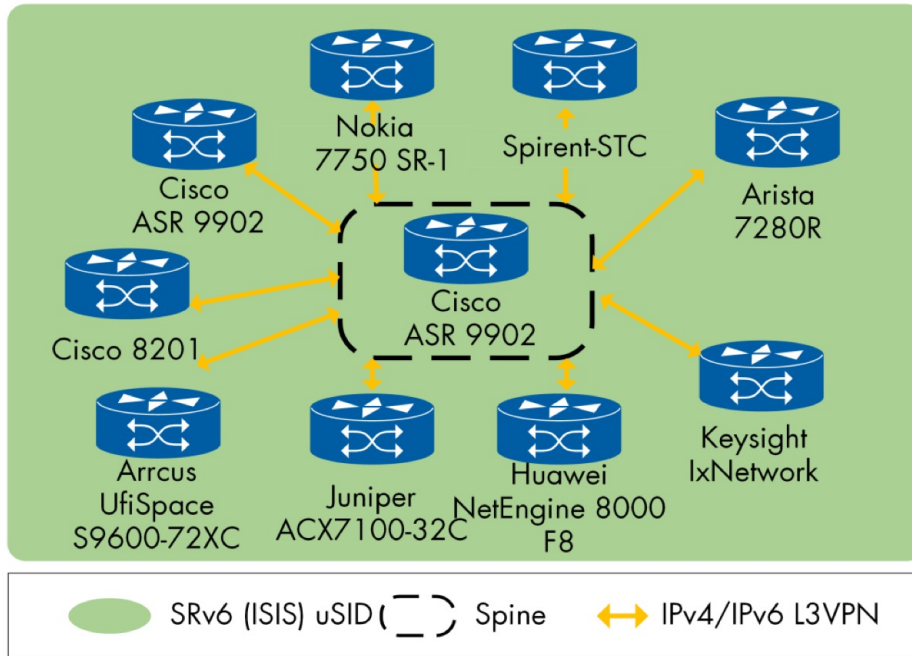 Nokia
7750 SR-1
Spirent-STC
Cisco
ASR 9902
Arista
7280R
Cisco
ASR 9902
Cisco 8201
Arrcus
UfiSpace
S9600-72XC
Juniper
ACX7100-32C
Huawei
NetEngine 8000
F8
Keysight
IxNetwork
SRv6 (ISIS) uSID
Spine
IPv4/IPv6 L3VPN